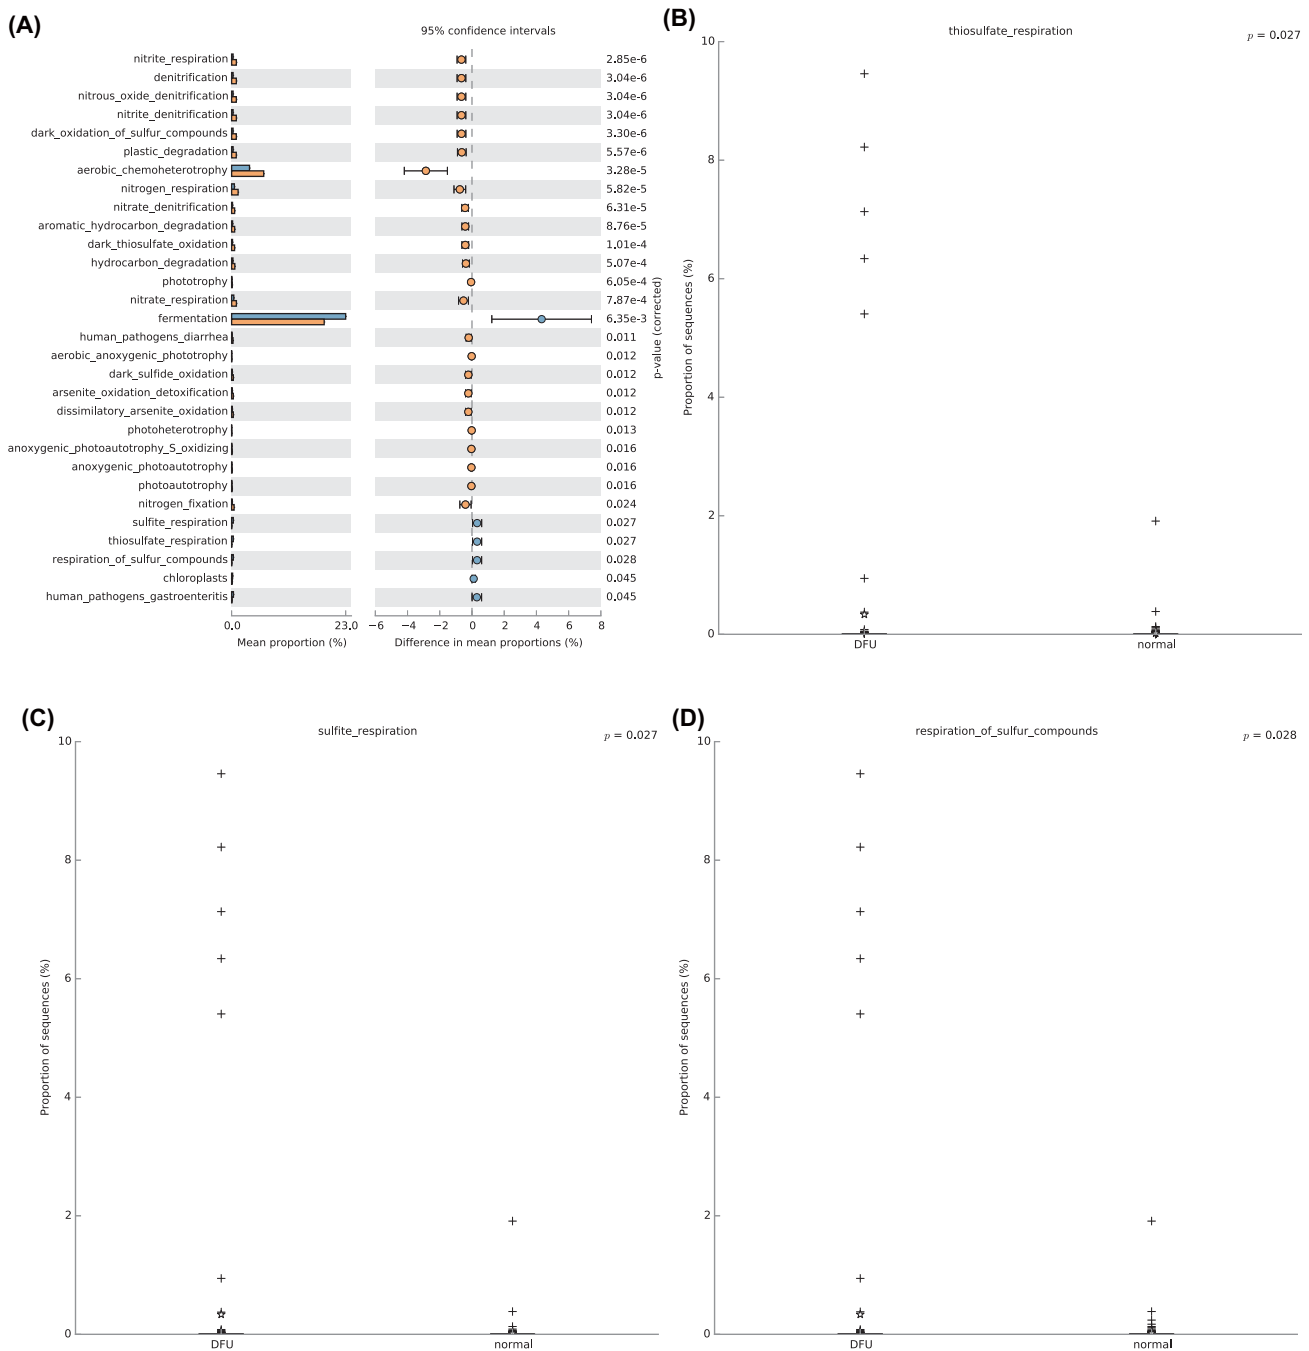 (A)
95% confidence intervals
nitrite_respiration 2.85e-6
denitrification 3.04e-6
nitrous_oxide_denitrification 3.04e-6
nitrite_denitrification 3.04e-6
dark_oxidation_of_sulfur_compounds 3.30e-6
plastic_degradation 5.57e-6
aerobic_chemoheterotrophy 3.28e-5
nitrogen_respiration 5.82e-5
nitrate_denitrification 6.31e-5
aromatic_hydrocarbon_degradation 8.76e-5
dark_thiosulfate_oxidation 1.01e-4
hydrocarbon_degradation 5.07e-4
phototrophy 6.05e-4
nitrate_respiration 7.87e-4
fermentation 6.35e-3
human_pathogens_diarrhea 0.011
aerobic_anoxygenic_phototrophy 0.012
dark_sulfide_oxidation 0.012
arsenite_oxidation_detoxification 0.012
dissimilatory_arsenite_oxidation 0.012
photoheterotrophy 0.013
anoxygenic_photoautotrophy_S_oxidizing 0.016
anoxygenic_photoautotrophy 0.016
photoautotrophy 0.016
nitrogen_fixation 0.024
sulfite_respiration 0.027
thiosulfate_respiration 0.027
respiration_of_sulfur_compounds 0.028
chloroplasts 0.045
human_pathogens_gastroenteritis 0.045
p-value (corrected)
0.0 23.0 −6 −4 −2 0 2 4 6 8
Mean proportion (%) Difference in mean proportions (%)
(B)
thiosulfate_respiration
p = 0.027
10
8
6
4
2
0
Proportion of sequences (%)
DFU normal
(C)
sulfite_respiration
p = 0.027
10
8
6
4
2
0
Proportion of sequences (%)
DFU normal
(D)
respiration_of_sulfur_compounds
p = 0.028
10
8
6
4
2
0
Proportion of sequences (%)
DFU normal